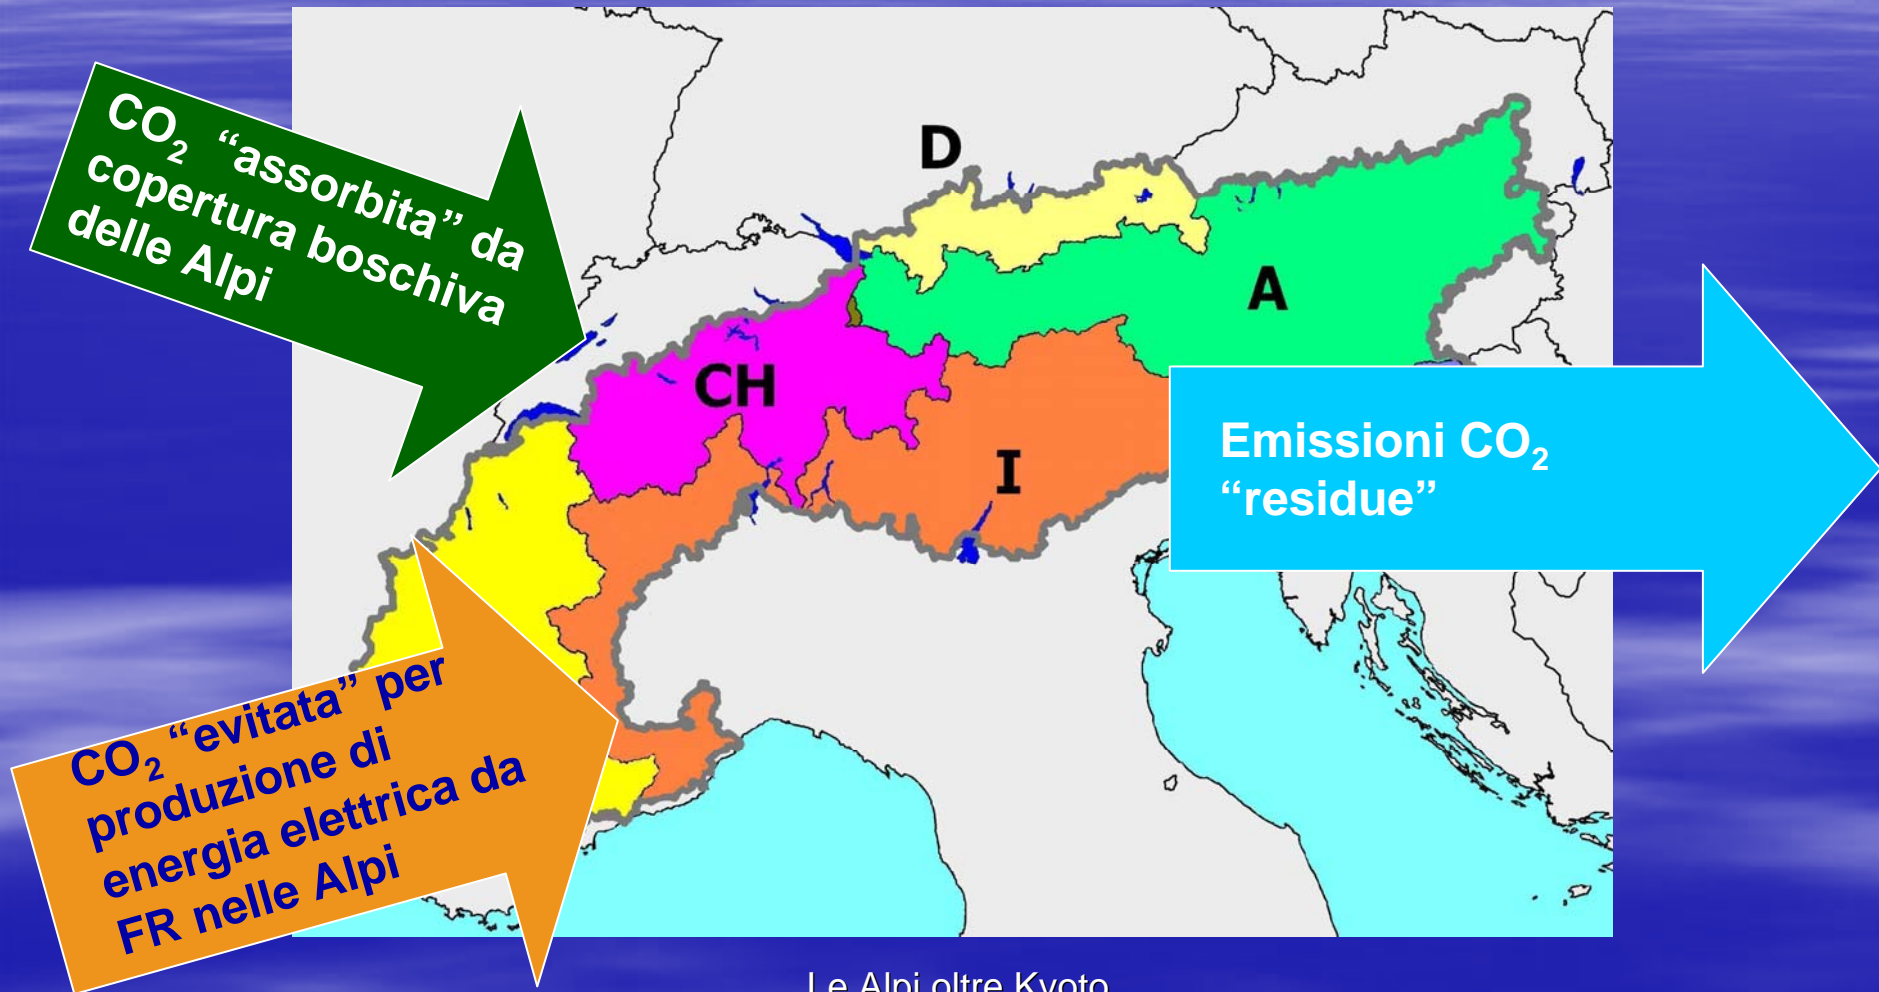 CO2 “assorbita” da
copertura boschiva
delle Alpi
D
A
CH
I
Emissioni CO2
“residue”
CO2 “evitata” per
produzione di
energia elettrica da
FR nelle Alpi
Le Alpi oltre Kyoto